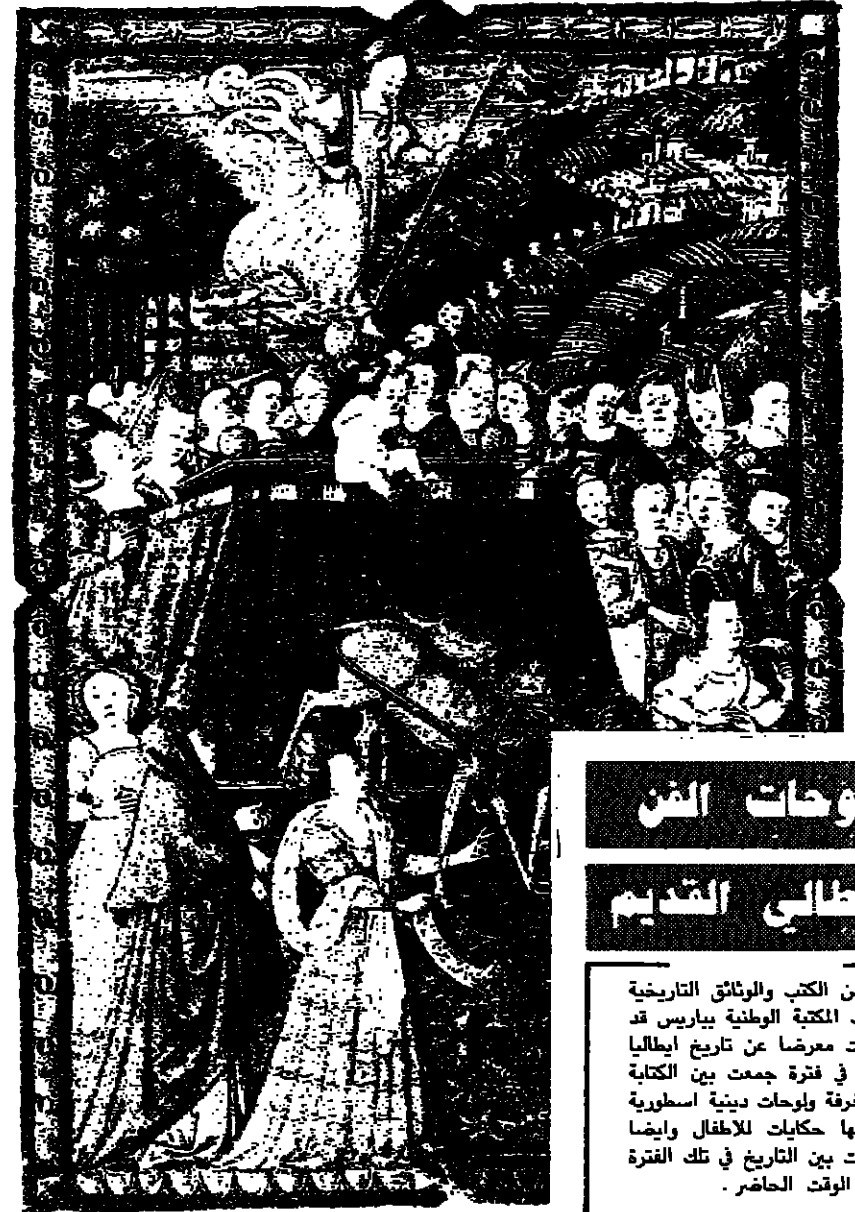 وحات الفن
طالي القديم
ن الكتب والوثائق التاريخية
المكتبة الوطنية بباريس قد
ت معرضا عن تاريخ ايطاليا
في فترة جمعت بين الكتابة
فرفة ولوحات دينية اسطورية
ها حكايات للاطفال وايضا
ت بين التاريخ في تلك الفترة
الوقت الحاضر .